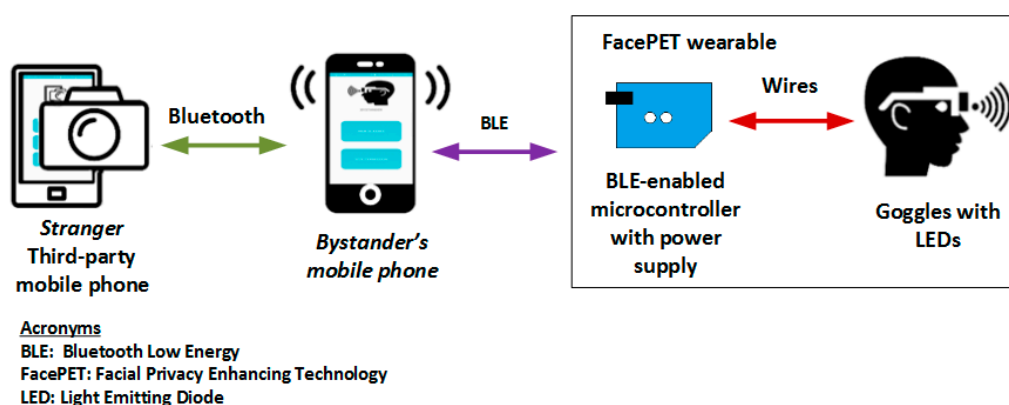 Bluetooth
BLE
FacePET wearable
Wires
Stranger
Third-party
mobile phone
Bystander's
mobile phone
BLE-enabled
microcontroller
with power
supply
Goggles with
LEDs
Acronyms
BLE: Bluetooth Low Energy
FacePET: Facial Privacy Enhancing Technology
LED: Light Emitting Diode